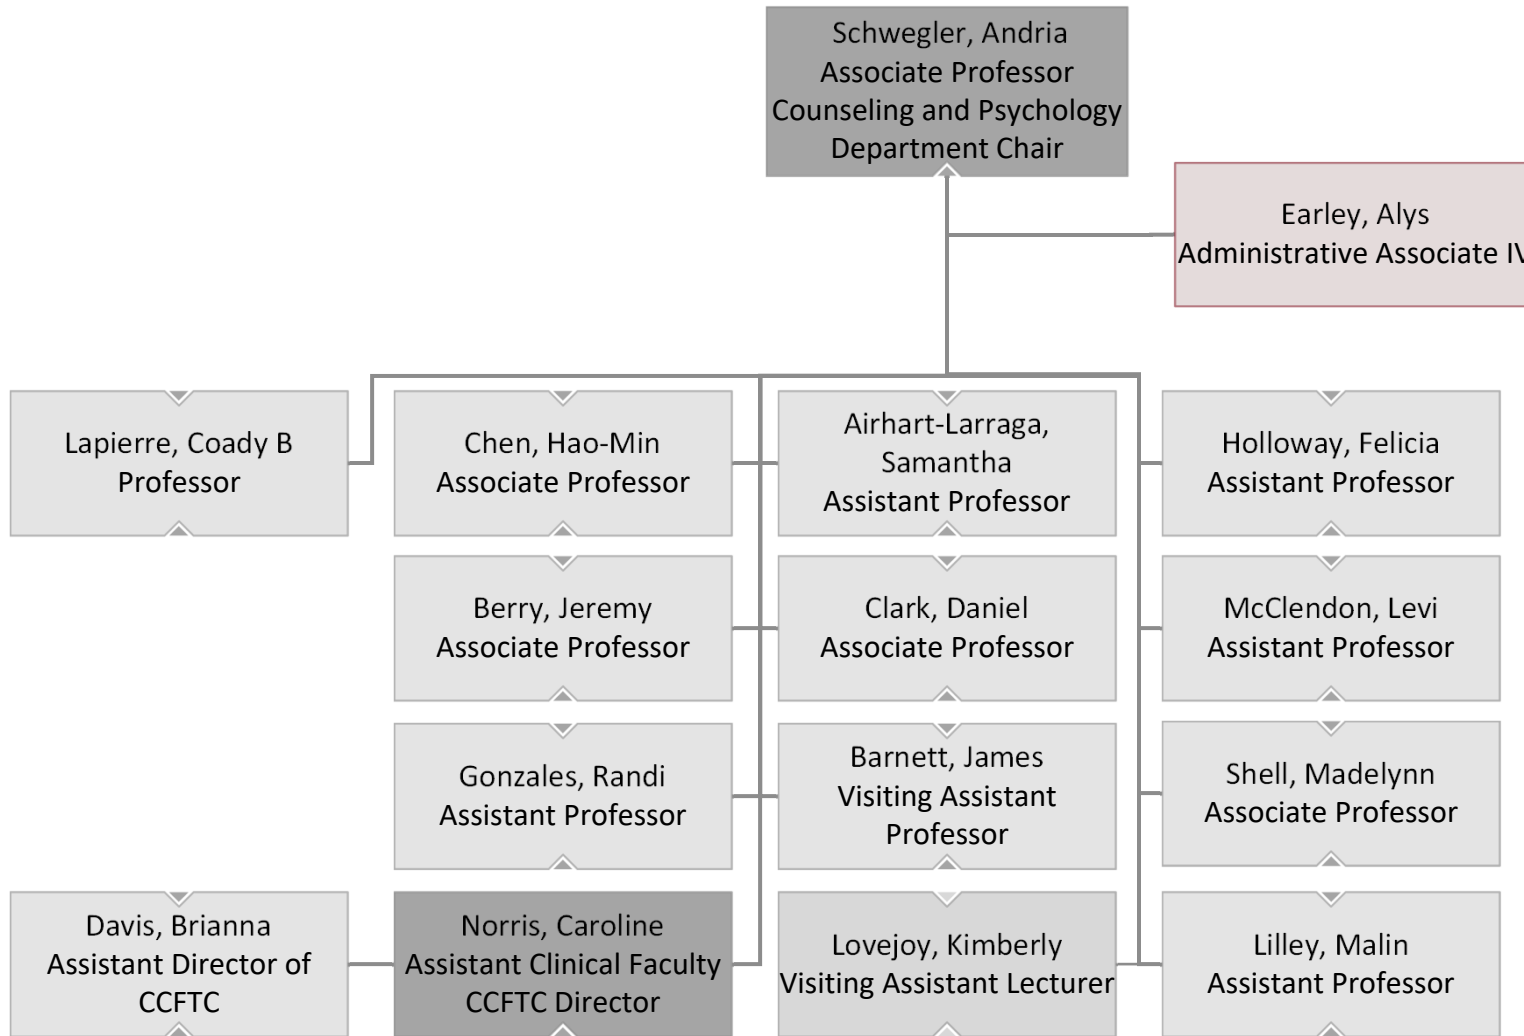 Schwegler, Andria
Associate Professor
Counseling and Psychology
Department Chair
Earley, Alys
Administrative Associate IV
Lapierre, Coady B
Professor
Chen, Hao-Min
Associate Professor
Airhart-Larraga,
Samantha
Assistant Professor
Holloway, Felicia
Assistant Professor
Berry, Jeremy
Associate Professor
Clark, Daniel
Associate Professor
McClendon, Levi
Assistant Professor
Gonzales, Randi
Assistant Professor
Barnett, James
Visiting Assistant
Professor
Shell, Madelynn
Associate Professor
Davis, Brianna
Assistant Director of
CCFTC
Norris, Caroline
Assistant Clinical Faculty
CCFTC Director
Lovejoy, Kimberly
Visiting Assistant Lecturer
Lilley, Malin
Assistant Professor